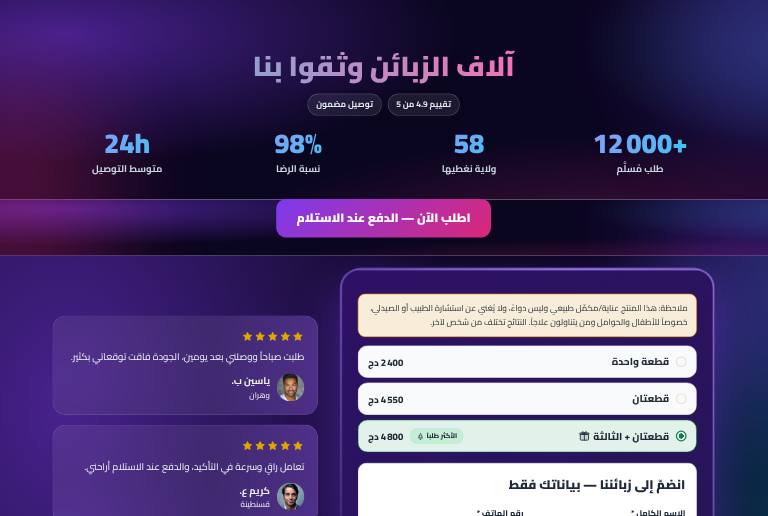 آلاف الزبائن وثقوا بنا
تقييم 4.9 من 5
توصيل مضمون
12 000+
طلب مُسلَّم
58
ولاية نغطيها
98%
نسبة الرضا
24h
متوسط التوصيل
اطلب الآن — الدفع عند الاستلام
ملاحظة: هذا المنتج عناية/مكمّل طبيعي وليس دواءً، ولا يُغني عن استشارة الطبيب أو الصيدلي،
خصوصاً للأطفال والحوامل ومن يتناولون علاجاً. النتائج تختلف من شخص لآخر.
قطعة واحدة
2 400 دج
قطعتان
4 550 دج
قطعتان + الثالثة
الأكثر طلباً
4 800 دج
انضمّ إلى زبائننا — بياناتك فقط
الاسم الكامل *
رقم الهاتف *
طلبت صباحاً ووصلني بعد يومين، الجودة فاقت توقعاتي بكثير.
ياسين ب.
وهران
تعامل راقٍ وسرعة في التأكيد، والدفع عند الاستلام أراحني.
كريم ع.
قسنطينة